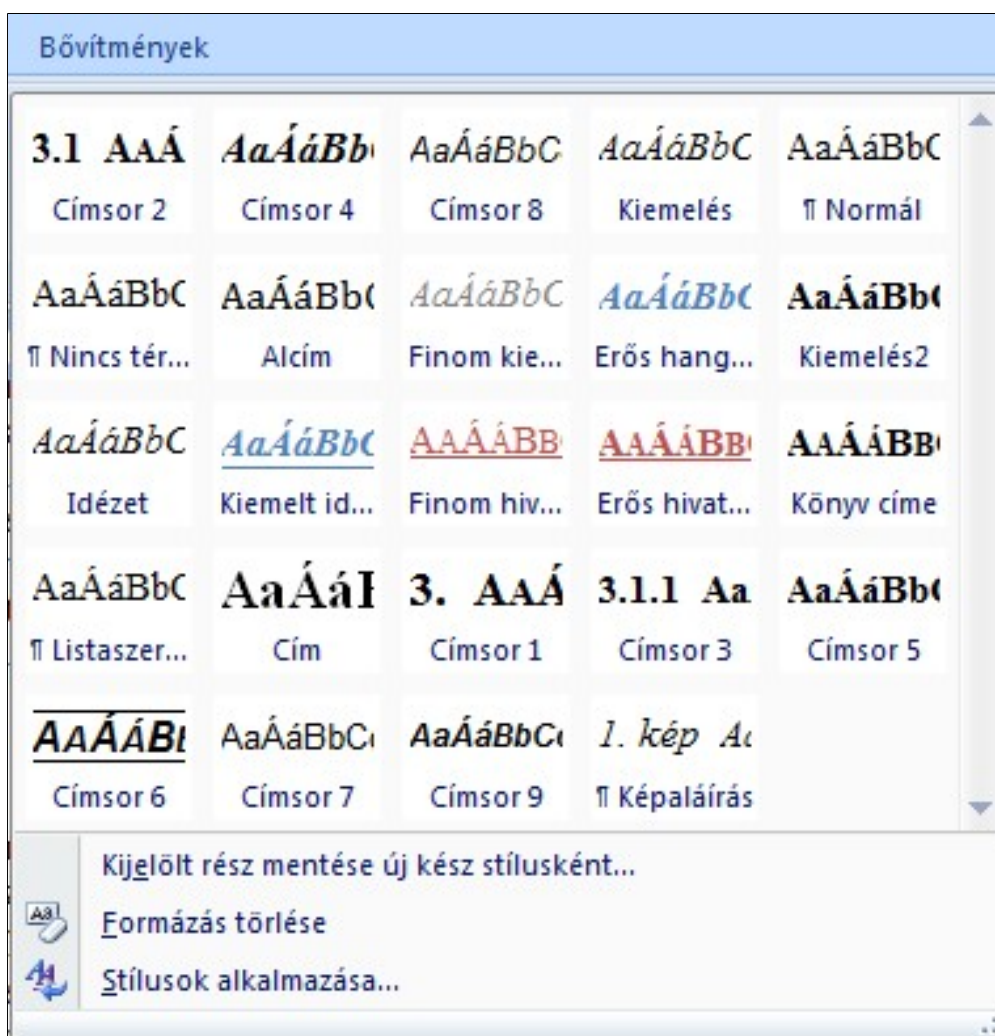 Bővítmények
3.1 AAÁ AaÁáBb AaÁáBbC AaÁáBbC AaÁáBbC
Címsor 2 Címsor 4 Címsor 8 Kiemelés ¶ Normál
AaÁáBbC AaÁáBb( AaÁáBbC AaÁáBbC AaÁáBb(
¶ Nincs tér... Alcím Finom kie... Erős hang... Kiemelés2
AaÁáBbC AaÁáBbC AAÁÁBB AAÁÁBB AAÁÁBB
Idézet Kiemelt id... Finom hiv... Erős hivat... Könyv címe
AaÁáBbC AaÁáB 3. AAÁ 3.1.1 Aa AaÁáBb(
¶ Listaszer... Cím Címsor 1 Címsor 3 Címsor 5
AAÁÁBB AaÁáBbC AaÁáBbC 1. kép Aa
Címsor 6 Címsor 7 Címsor 9 ¶ Képaláírás
Kijelölt rész mentése új kész stílusként...
Formázás törlése
Stílusok alkalmazása...